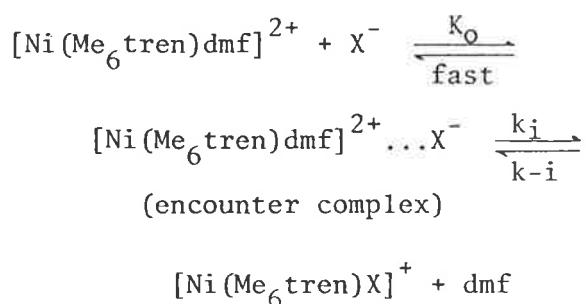 [Ni(Me₆tren)dmf]²⁺ + X⁻ ⇌ K₀
fast
[Ni(Me₆tren)dmf]²⁺...X⁻ ⇌ kᵢ
k-i
(encounter complex)
[Ni(Me₆tren)X]⁺ + dmf